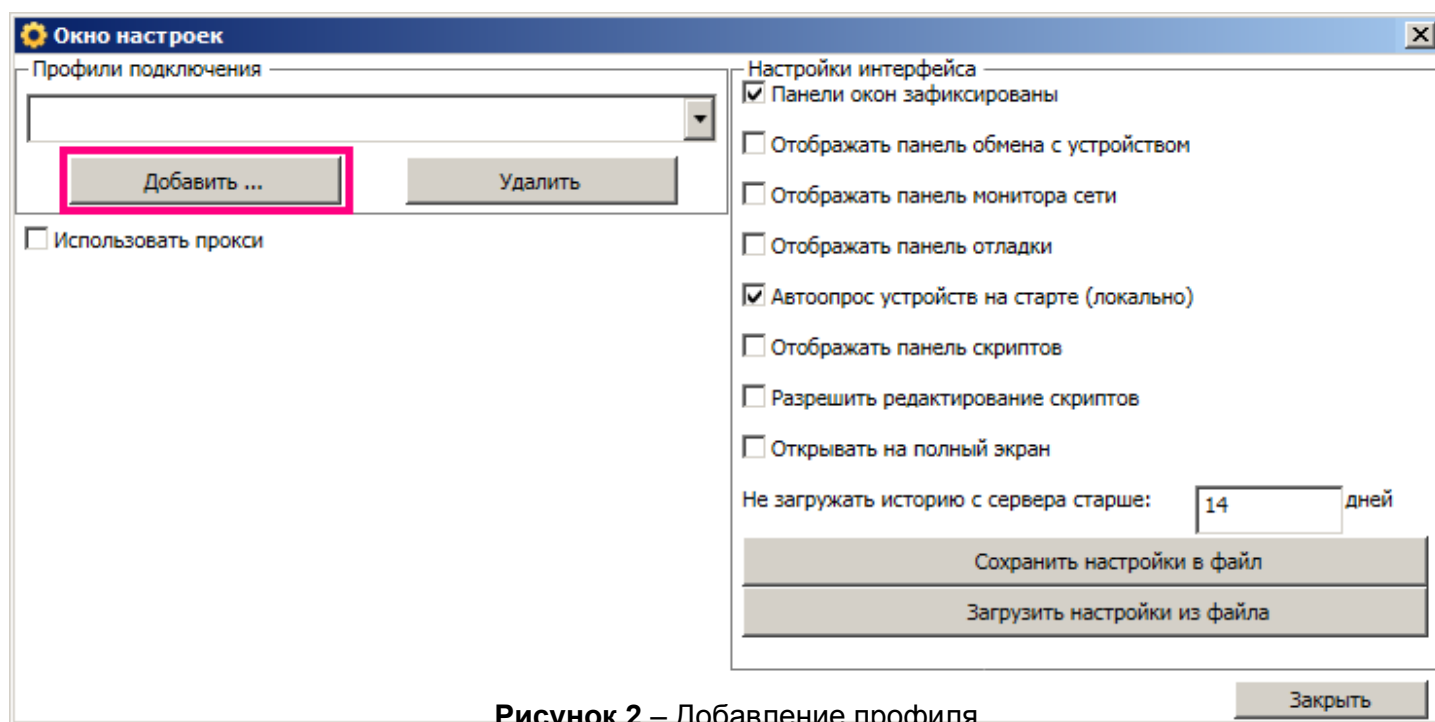 Окно настроек
Профили подключения
Добавить ...
Удалить
Использовать прокси
Настройки интерфейса
Панели окон зафиксированы
Отображать панель обмена с устройством
Отображать панель монитора сети
Отображать панель отладки
Автоопрос устройств на старте (локально)
Отображать панель скриптов
Разрешить редактирование скриптов
Открывать на полный экран
Не загружать историю с сервера старше: 14 дней
Сохранить настройки в файл
Загрузить настройки из файла
Закрыть
Рисунок 2 – Добавление профиля